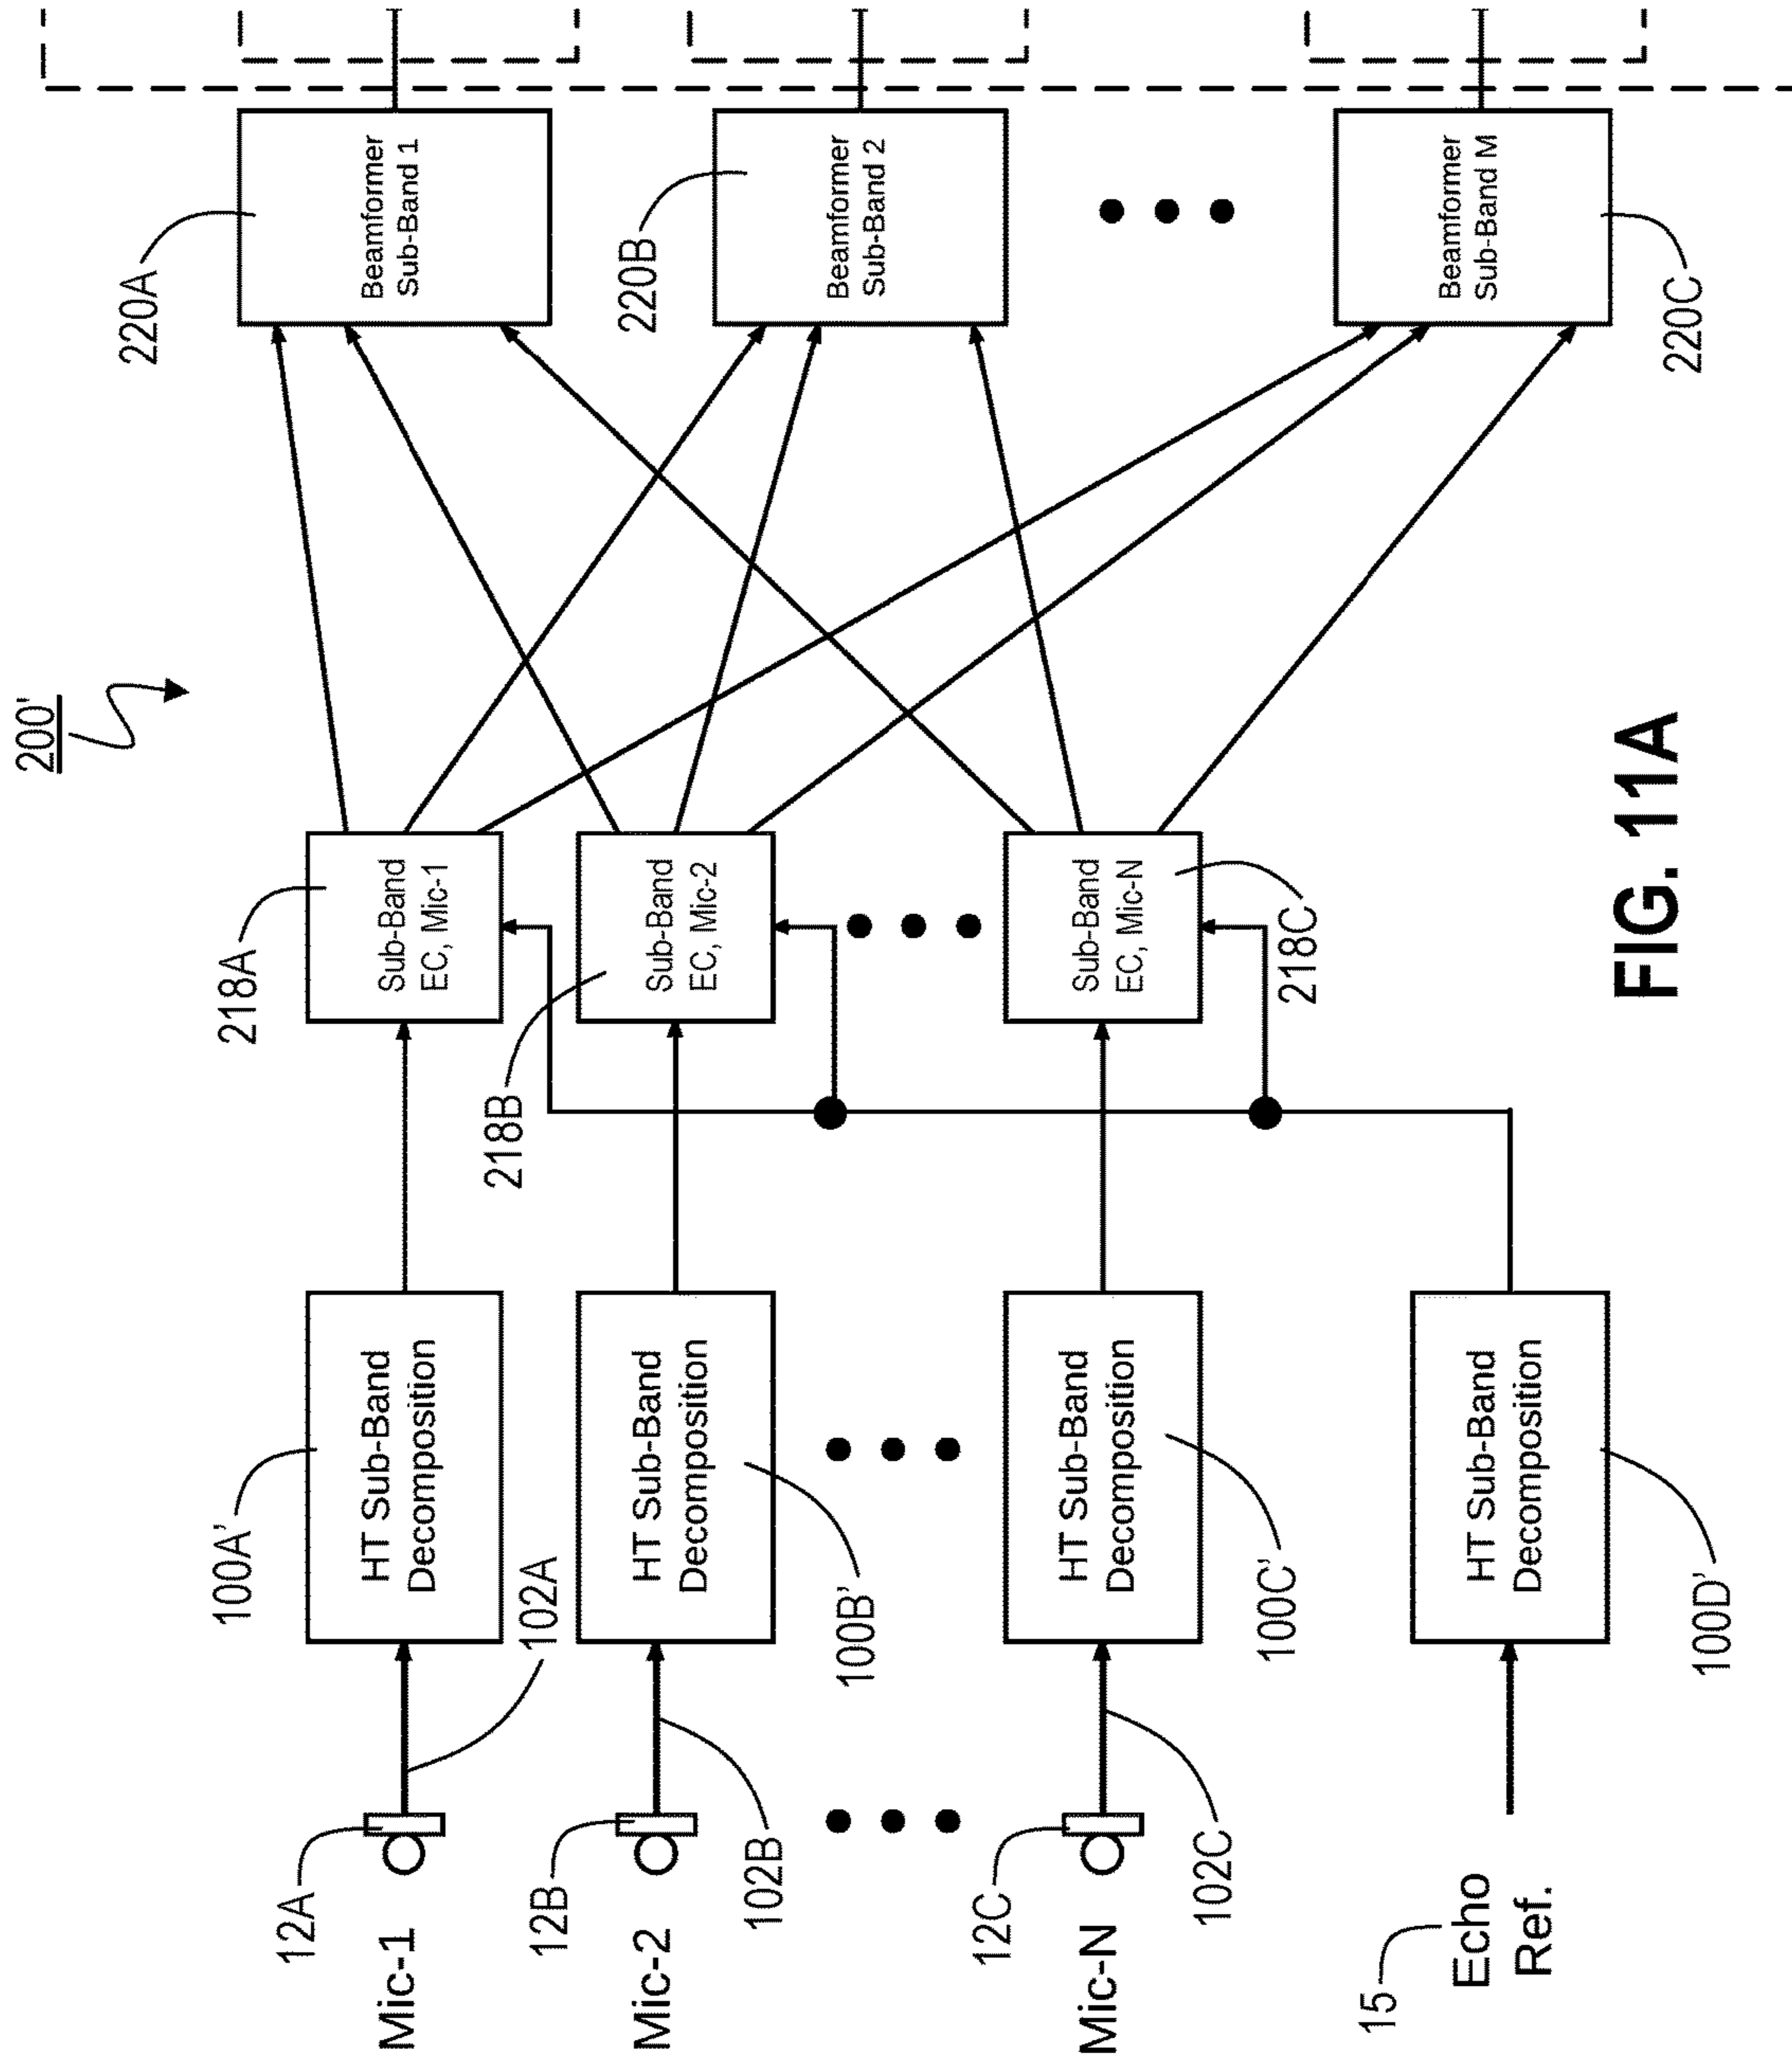 200'
Mic-1
12A
102A
100A'
HT Sub-Band
Decomposition
218A
Sub-Band
EC, Mic-1
220A
Beamformer
Sub-Band 1
Mic-2
12B
102B
100B'
HT Sub-Band
Decomposition
218B
Sub-Band
EC, Mic-2
220B
Beamformer
Sub-Band 2
Mic-N
12C
102C
100C'
HT Sub-Band
Decomposition
218C
Sub-Band
EC, Mic-N
220C
Beamformer
Sub-Band M
15
Echo
Ref.
100D'
HT Sub-Band
Decomposition
FIG. 11A